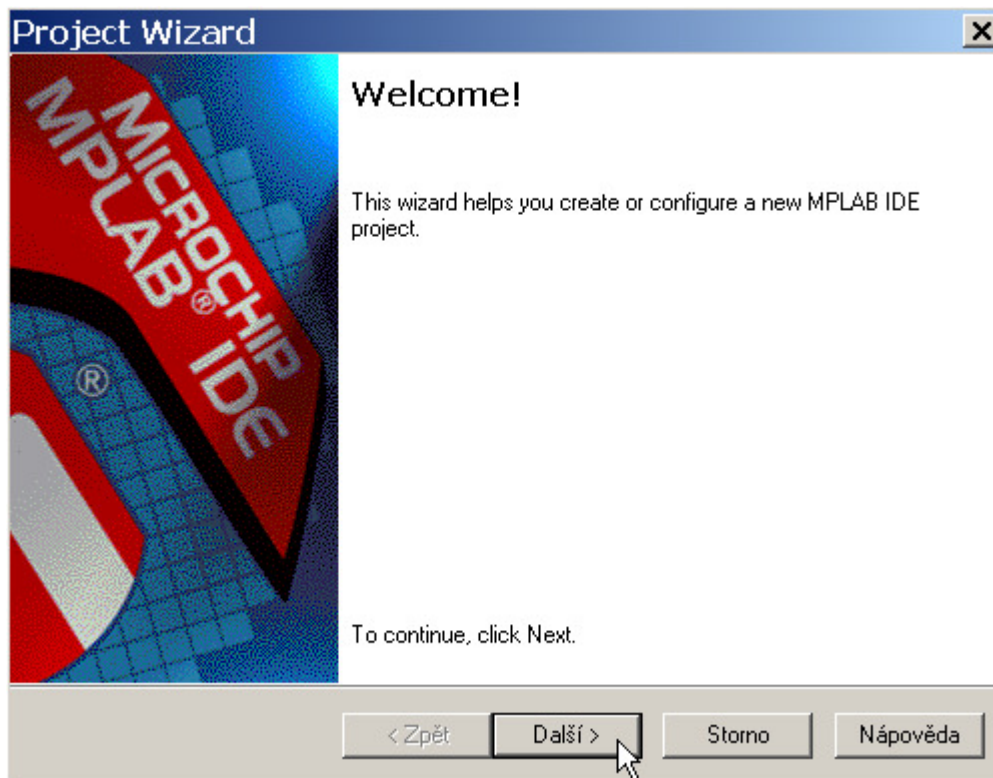 Project Wizard
MICROCHIP
MPLAB® IDE
®
Welcome!
This wizard helps you create or configure a new MPLAB IDE
project.
To continue, click Next.
< Zpět
Další >
Storno
Nápověda